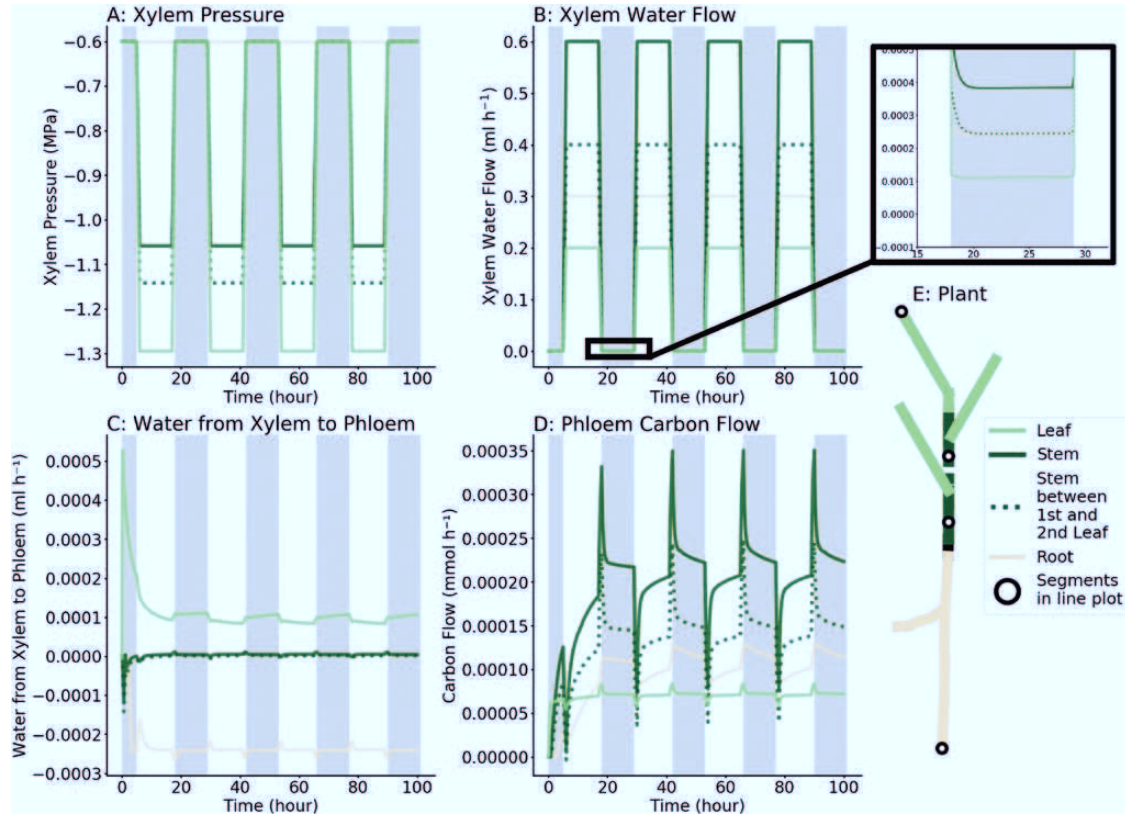 A: Xylem Pressure
−0.6
−0.7
−0.8
−0.9
−1.0
−1.1
−1.2
−1.3
Xylem Pressure (MPa)
0 20 40 60 80 100
Time (hour)
B: Xylem Water Flow
0.6
0.5
0.4
0.3
0.2
0.1
0.0
Xylem Water Flow (ml h⁻¹)
0 20 40 60 80 100
Time (hour)
0.0005
0.0004
0.0003
0.0002
0.0001
0.0000
−0.0001
15 20 25 30
C: Water from Xylem to Phloem
0.0005
0.0004
0.0003
0.0002
0.0001
0.0000
−0.0001
−0.0002
−0.0003
Water from Xylem to Phloem (ml h⁻¹)
0 20 40 60 80 100
Time (hour)
D: Phloem Carbon Flow
0.00035
0.00030
0.00025
0.00020
0.00015
0.00010
0.00005
0.00000
Carbon Flow (mmol h⁻¹)
0 20 40 60 80 100
Time (hour)
E: Plant
Leaf
Stem
Stem
between
1st and
2nd Leaf
Root
Segments
in line plot